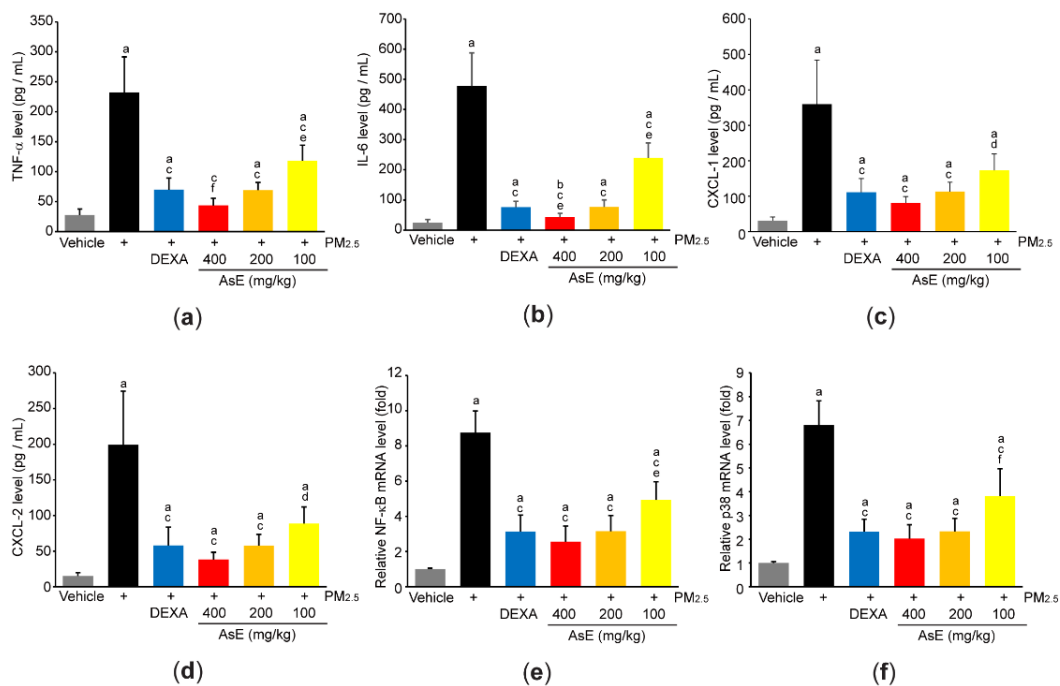 TNF-α level (pg / mL)
350
300
250
200
150
100
50
0
a
a
c
c
f
a
c
a
c
e
Vehicle + + + + + PM2.5
DEXA 400 200 100
AsE (mg/kg)
(a)
IL-6 level (pg / mL)
700
600
500
400
300
200
100
0
a
a
c
b
c
e
a
c
a
c
e
Vehicle + + + + + PM2.5
DEXA 400 200 100
AsE (mg/kg)
(b)
CXCL-1 level (pg / mL)
600
500
400
300
200
100
0
a
a
c
a
c
a
c
a
d
Vehicle + + + + + PM2.5
DEXA 400 200 100
AsE (mg/kg)
(c)
CXCL-2 level (pg / mL)
300
250
200
150
100
50
0
a
a
c
a
c
a
c
a
d
Vehicle + + + + + PM2.5
DEXA 400 200 100
AsE (mg/kg)
(d)
Relative NF-κB mRNA level (fold)
12
10
8
6
4
2
0
a
a
c
a
c
a
c
a
c
e
Vehicle + + + + + PM2.5
DEXA 400 200 100
AsE (mg/kg)
(e)
Relative p38 mRNA level (fold)
9
8
7
6
5
4
3
2
1
0
a
a
c
a
c
a
c
a
c
f
Vehicle + + + + + PM2.5
DEXA 400 200 100
AsE (mg/kg)
(f)